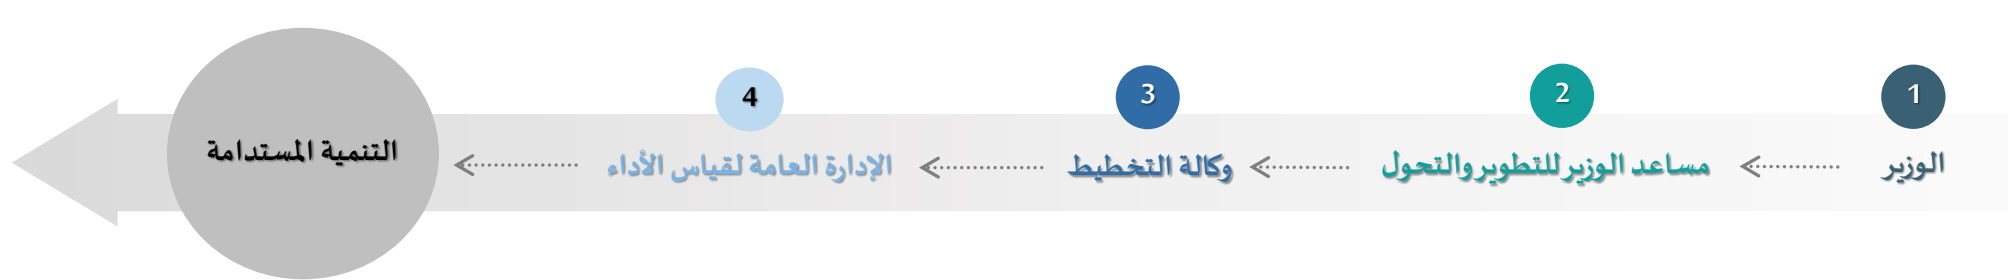 1
الوزير
2
مساعد الوزير للتطوير والتحول
3
وكالة التخطيط
4
الإدارة العامة لقياس الأداء
التنمية المستدامة